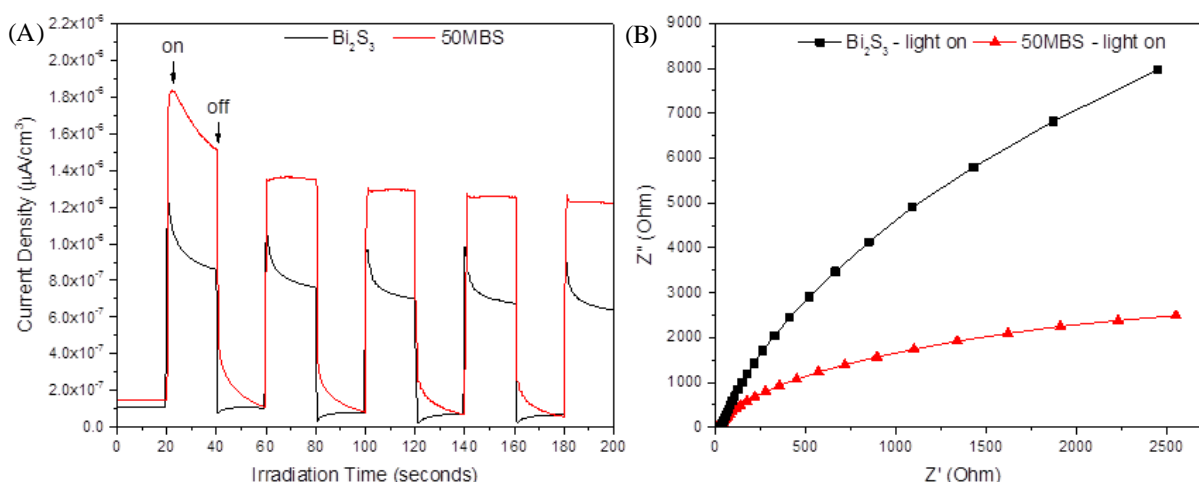 (A)
Bi₂S₃ 50MBS
on
off
2.2x10⁻⁶
2.0x10⁻⁶
1.8x10⁻⁶
1.6x10⁻⁶
1.4x10⁻⁶
1.2x10⁻⁶
1.0x10⁻⁶
8.0x10⁻⁷
6.0x10⁻⁷
4.0x10⁻⁷
2.0x10⁻⁷
0.0
Current Density (µA/cm³)
0 20 40 60 80 100 120 140 160 180 200
Irradiation Time (seconds)
(B)
Bi₂S₃ - light on 50MBS - light on
9000
8000
7000
6000
5000
4000
3000
2000
1000
0
Z" (Ohm)
0 500 1000 1500 2000 2500
Z' (Ohm)